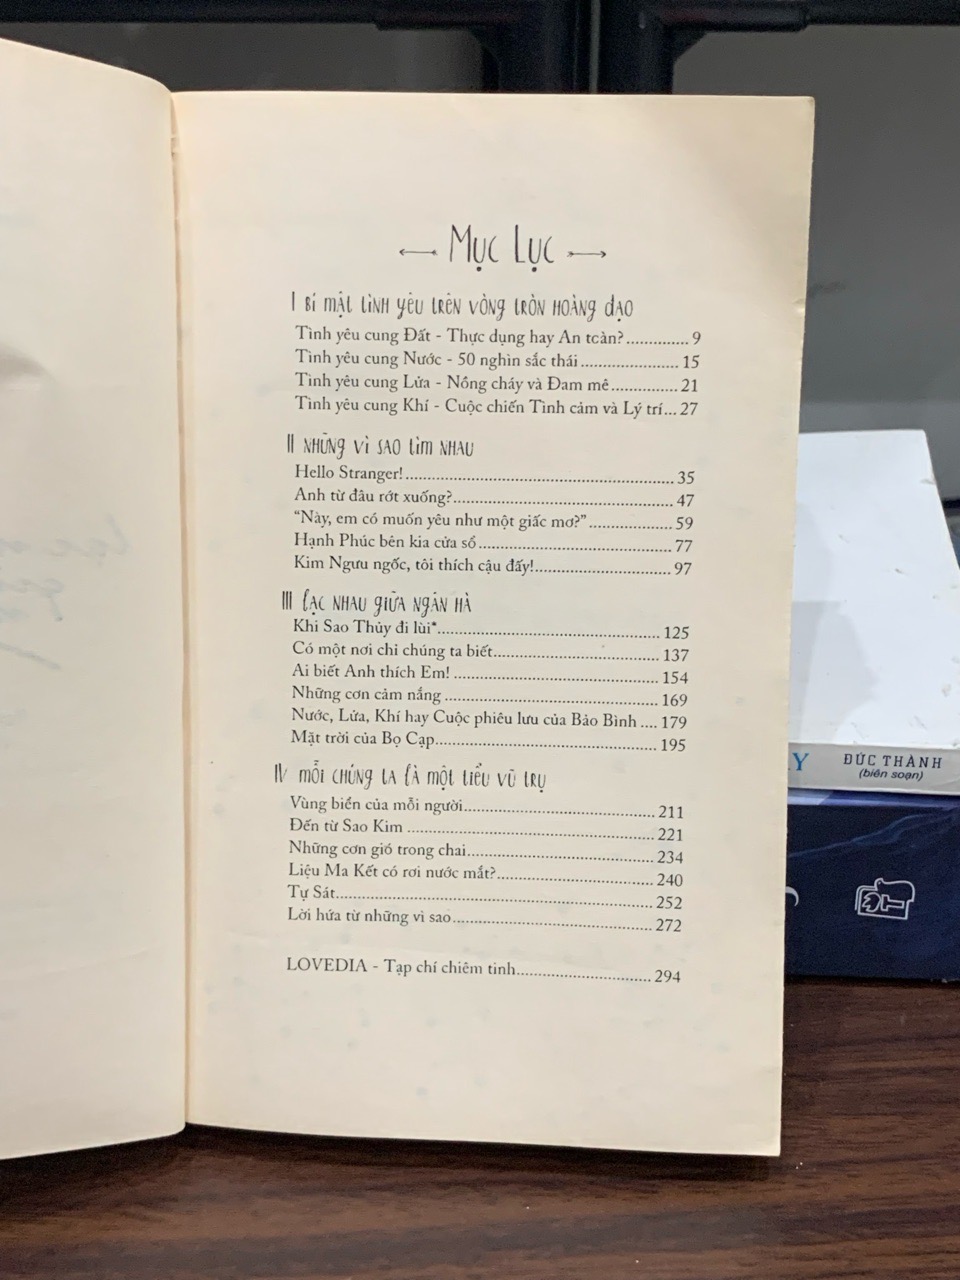 Mục Lục
I Bí mật tình yêu trên vòng tròn hoàng đạo
Tình yêu cung Đất - Thực dụng hay An toàn?.............. 9
Tình yêu cung Nước - 50 nghìn sắc thái...................... 15
Tình yêu cung Lửa - Nồng cháy và Đam mê............... 21
Tình yêu cung Khí - Cuộc chiến Tình cảm và Lý trí... 27
II Những vì sao tìm nhau
Hello Stranger!............................................................ 35
Anh từ đâu rớt xuống?................................................. 47
“Này, em có muốn yêu như một giấc mơ?”................... 59
Hạnh Phúc bên kia cửa sổ........................................... 77
Kim Ngưu ngốc, tôi thích cậu đấy!.............................. 97
III Lạc nhau giữa ngân hà
Khi Sao Thủy đi lùi*.................................................. 125
Có một nơi chỉ chúng ta biết..................................... 137
Ai biết Anh thích Em! .............................................. 154
Những cơn cảm nắng ................................................ 169
Nước, Lửa, Khí hay Cuộc phiêu lưu của Bảo Bình .... 179
Mặt trời của Bọ Cạp.................................................. 195
IV Mỗi chúng ta là một tiểu vũ trụ
Vùng biển của mỗi người........................................... 211
Đến từ Sao Kim ........................................................ 221
Những cơn gió trong chai.......................................... 234
Liệu Ma Kết có rơi nước mắt?................................... 240
Tự Sát........................................................................ 252
Lời hứa từ những vì sao............................................. 272
LOVEDIA - Tạp chí chiêm tinh.............................. 294
Y ĐỨC THÀNH
(biên soạn)